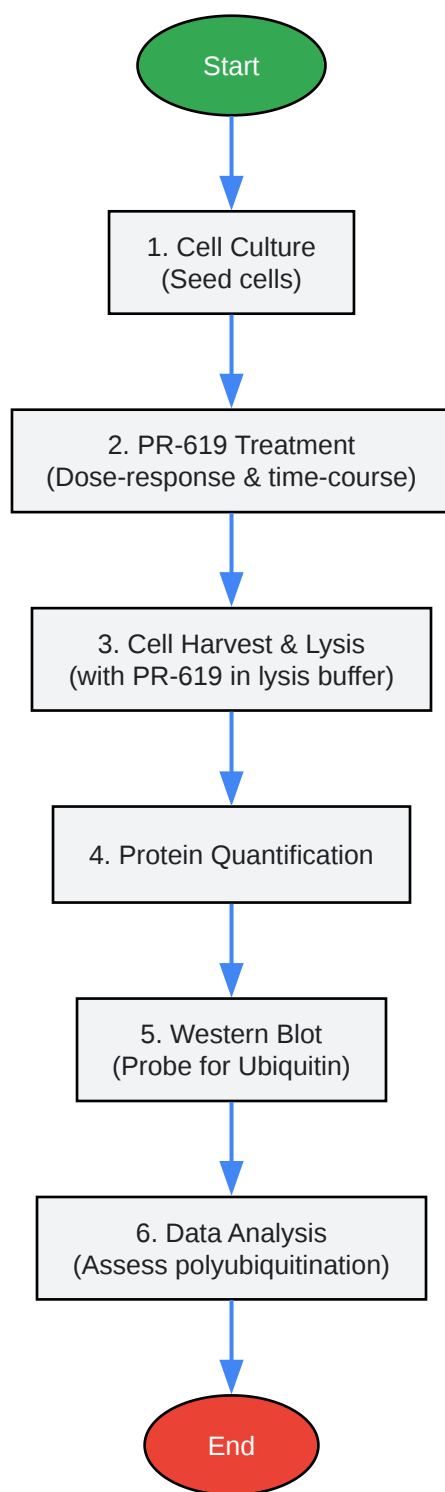 Start
1. Cell Culture
(Seed cells)
2. PR-619 Treatment
(Dose-response & time-course)
3. Cell Harvest & Lysis
(with PR-619 in lysis buffer)
4. Protein Quantification
5. Western Blot
(Probe for Ubiquitin)
6. Data Analysis
(Assess polyubiquitination)
End